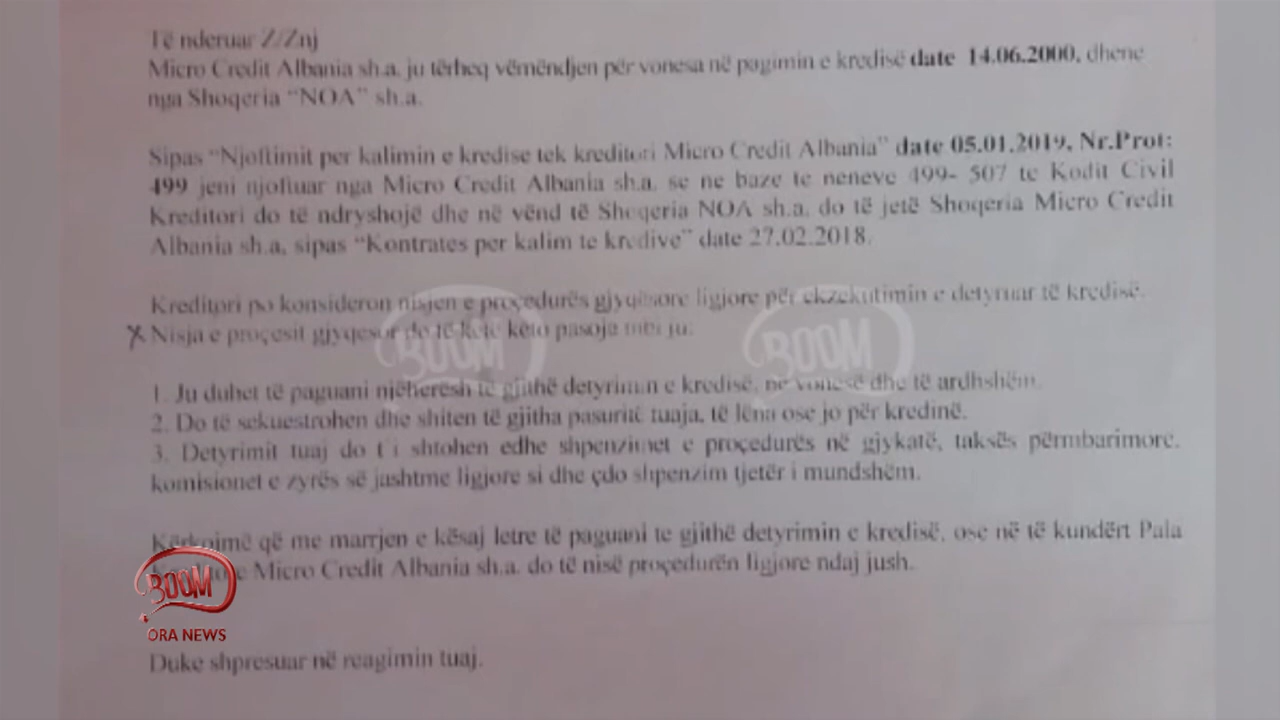 Të nderuar Z/Znj
Micro Credit Albania sh.a. ju tërheq vëmëndjen për vonesa në pagimin e kredisë date 14.06.2000, dhene
nga Shoqeria "NOA" sh.a.
Sipas "Njoftimit per kalimin e kredise tek kreditori Micro Credit Albania" date 05.01.2019, Nr.Prot:
499 jeni njoftuar nga Micro Credit Albania sh.a. se ne baze te neneve 499- 507 te Kodit Civil
Kreditori do të ndryshojë dhe në vënd të Shoqeria NOA sh.a. do të jetë Shoqeria Micro Credit
Albania sh.a, sipas "Kontrates per kalim te kredive" date 27.02.2018.
Kreditori po konsideron nisjen e proçedurës gjyqësore ligjore për ekzekutimin e detyruar të kredisë.
Nisja e proçesit gjyqesor do të kete këto pasoja mbi ju:
1. Ju duhet të paguani njëherësh të gjithë detyrimin e kredisë, në vonesë dhe të ardhshëm.
2. Do të sekuestrohen dhe shiten të gjitha pasuritë tuaja, të lëna ose jo për kredinë.
3. Detyrimit tuaj do t'i shtohen edhe shpenzimet e proçedurës në gjykatë, taksës përmbarimore,
komisionet e zyrës së jashtme ligjore si dhe çdo shpenzim tjetër i mundshëm.
Kërkojmë që me marrjen e kësaj letre të paguani te gjithë detyrimin e kredisë, ose në të kundërt Pala
Micro Credit Albania sh.a. do të nisë proçedurën ligjore ndaj jush.
Duke shpresuar në reagimin tuaj.
BOOM
BOOM
BOOM
ORA NEWS